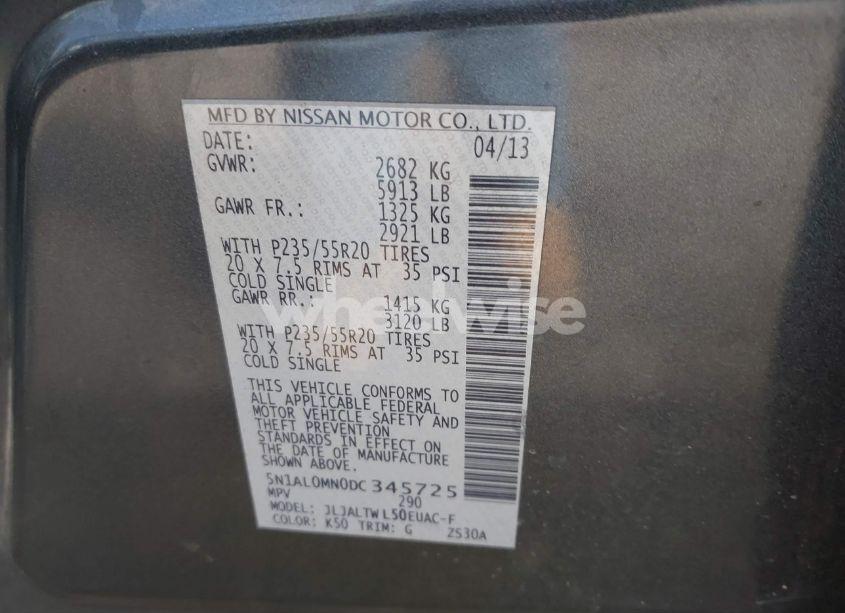 MFD BY NISSAN MOTOR CO., LTD.
DATE: 04/13
GVWR: 2682 KG
5913 LB
GAWR FR.: 1325 KG
2921 LB
WITH P235/55R20 TIRES
20 X 7.5 RIMS AT 35 PSI
COLD SINGLE
GAWR RR.: 1415 KG
3120 LB
WITH P235/55R20 TIRES
20 X 7.5 RIMS AT 35 PSI
COLD SINGLE
THIS VEHICLE CONFORMS TO
ALL APPLICABLE FEDERAL
MOTOR VEHICLE SAFETY AND
THEFT PREVENTION
STANDARDS IN EFFECT ON
THE DATE OF MANUFACTURE
SHOWN ABOVE.
5N1AL0MN0DC345725
MPV 290
MODEL: JLJALTWL50EUAC-F
COLOR: K50 TRIM: G ZS30A
wheelwise